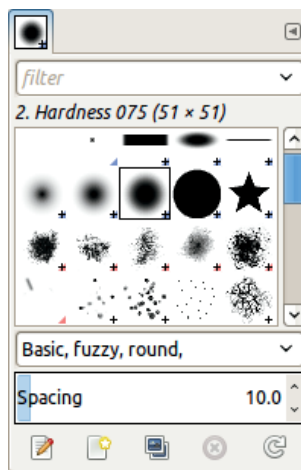 filter
2. Hardness 075 (51 × 51)
Basic, fuzzy, round,
Spacing 10.0